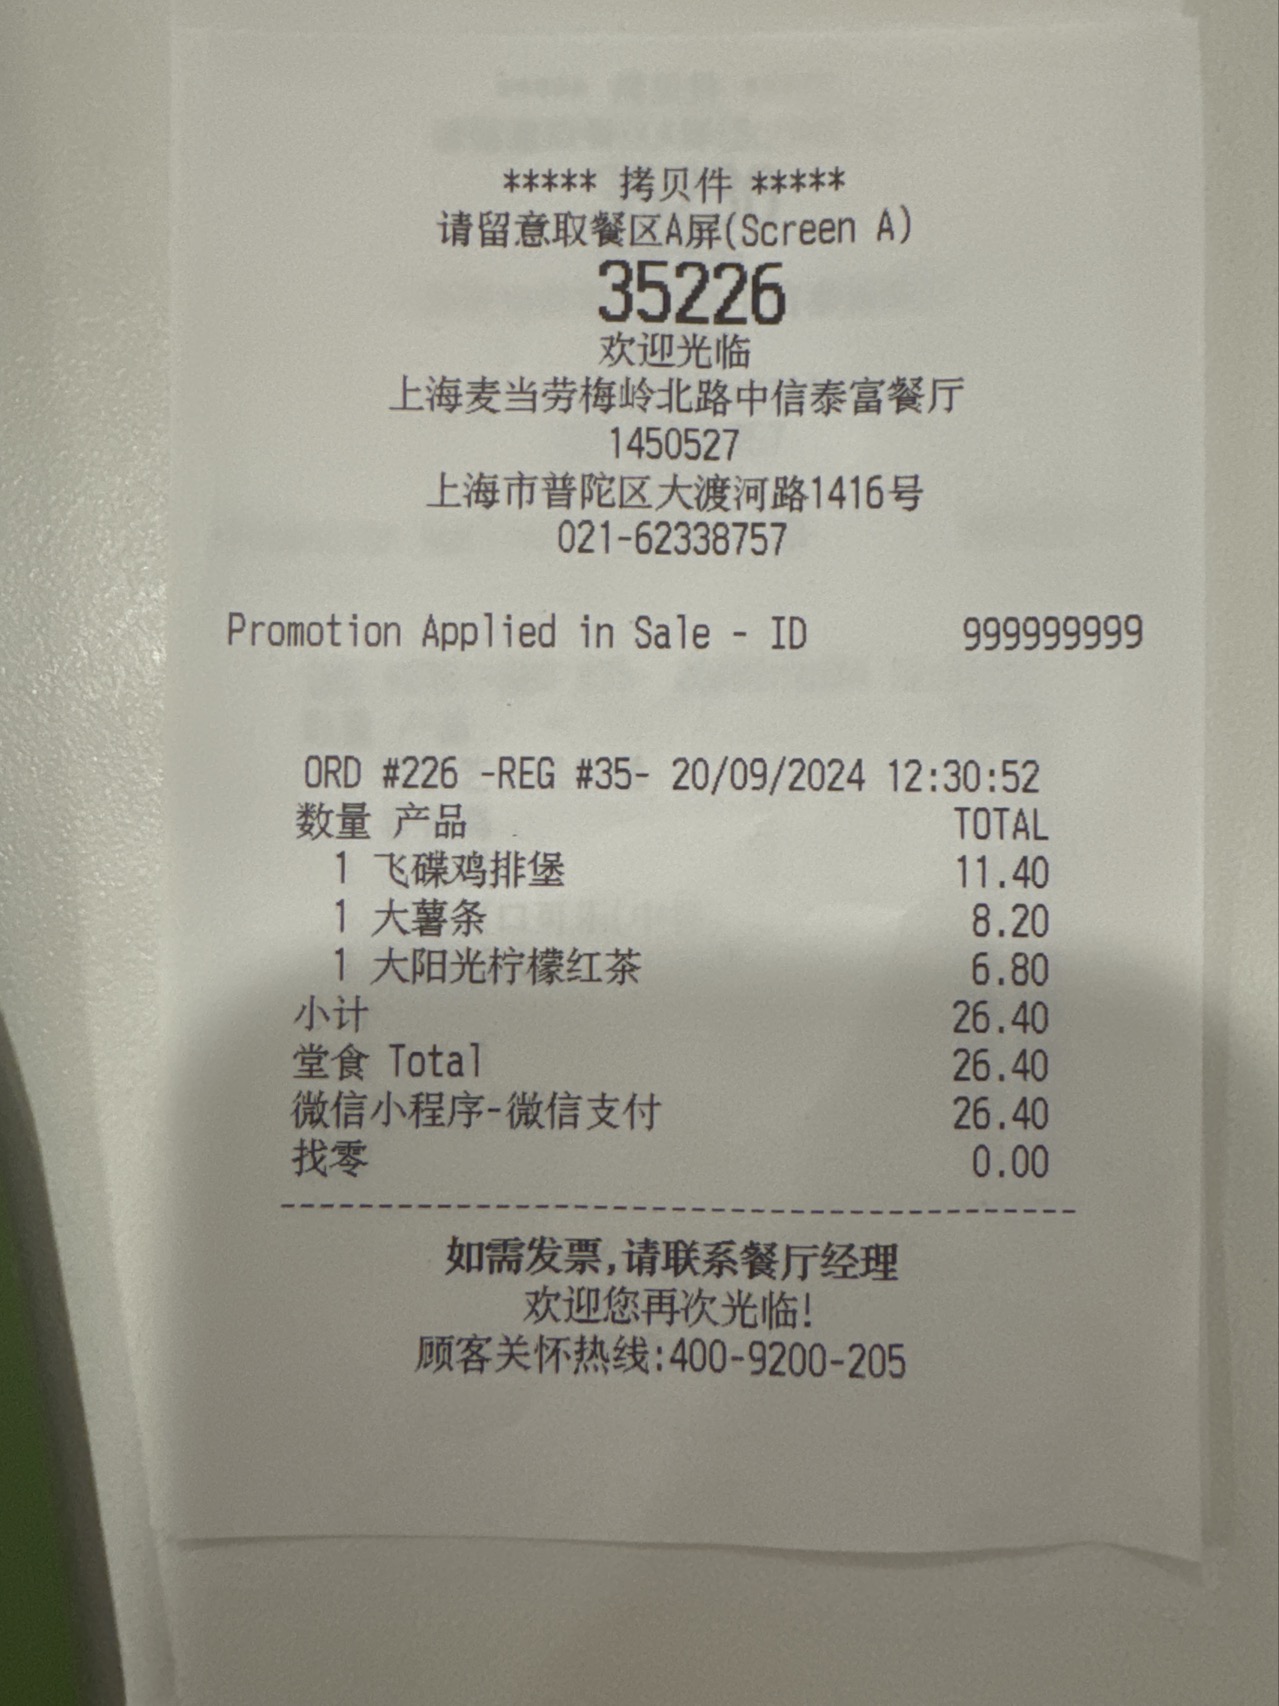 ***** 拷贝件 *****
请留意取餐区A屏(Screen A)
35226
欢迎光临
上海麦当劳梅岭北路中信泰富餐厅
1450527
上海市普陀区大渡河路1416号
021-62338757
Promotion Applied in Sale - ID 999999999
ORD #226 -REG #35- 20/09/2024 12:30:52
数量 产品 TOTAL
1 飞碟鸡排堡 11.40
1 大薯条 8.20
1 大阳光柠檬红茶 6.80
小计 26.40
堂食 Total 26.40
微信小程序-微信支付 26.40
找零 0.00
----------------------------------------
如需发票,请联系餐厅经理
欢迎您再次光临!
顾客关怀热线:400-9200-205